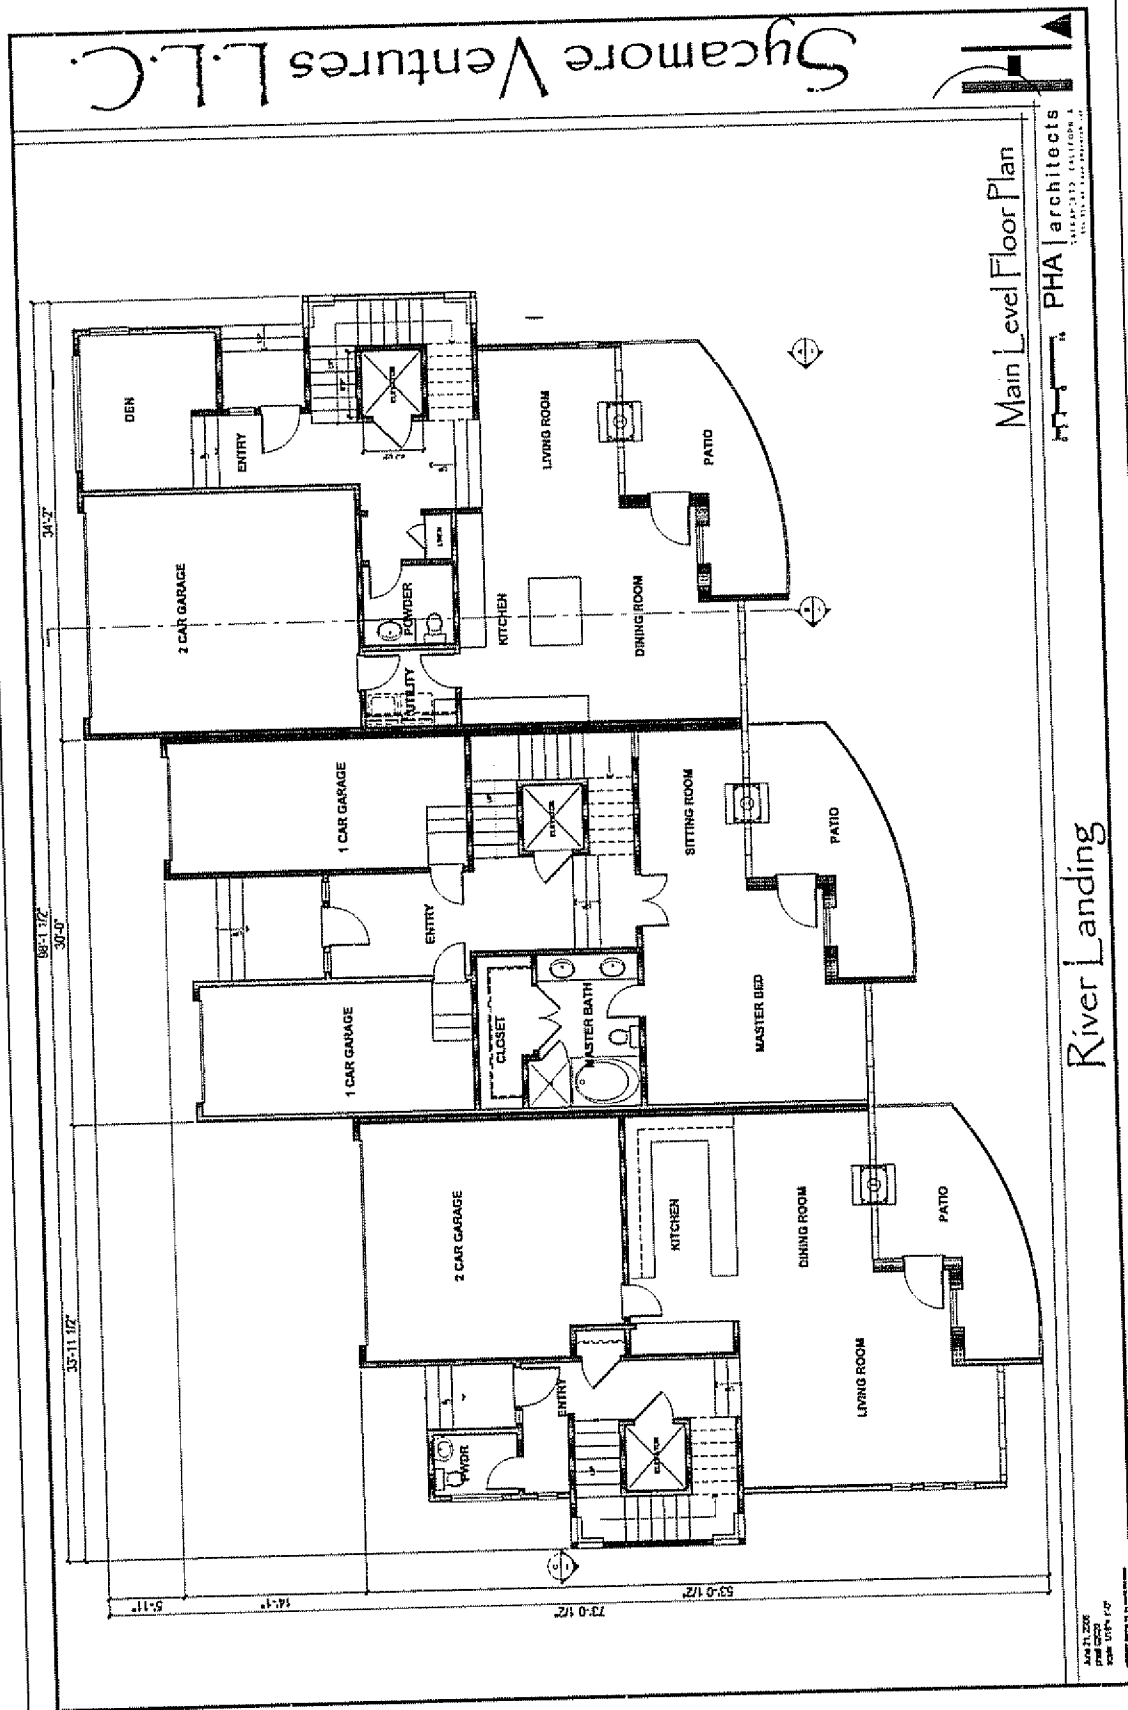 Sycamore Ventures L.L.C.
Main Level Floor Plan
PHA | architects
River Landing
98'-1 1/2"
33'-11 1/2"
30'-0"
34'-2"
5'-11"
14'-1"
73'-0 1/2"
53'-0 1/2"
2 CAR GARAGE
PWDR
ENTRY
ELEVATOR
KITCHEN
DINING ROOM
LIVING ROOM
PATIO
1 CAR GARAGE
1 CAR GARAGE
ENTRY
CLOSET
MASTER BATH
ELEVATOR
MASTER BED
SITTING ROOM
PATIO
2 CAR GARAGE
DEN
ENTRY
UTILITY
POWDER
LINEN
ELEVATOR
KITCHEN
DINING ROOM
LIVING ROOM
PATIO
A
B
C